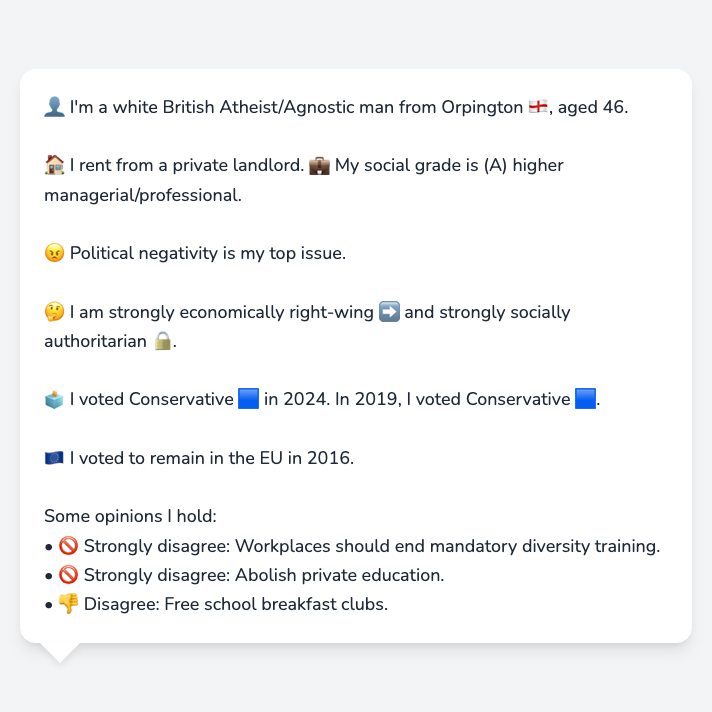 👤 I'm a white British Atheist/Agnostic man from Orpington 🏴󠁧󠁢󠁥󠁮󠁧󠁿, aged 46.
🏠 I rent from a private landlord. 💼 My social grade is (A) higher
managerial/professional.
😠 Political negativity is my top issue.
🤔 I am strongly economically right-wing ➡️ and strongly socially
authoritarian 🔒.
🗳️ I voted Conservative 🟦 in 2024. In 2019, I voted Conservative 🟦.
🇪🇺 I voted to remain in the EU in 2016.
Some opinions I hold:
• 🚫 Strongly disagree: Workplaces should end mandatory diversity training.
• 🚫 Strongly disagree: Abolish private education.
• 👎 Disagree: Free school breakfast clubs.